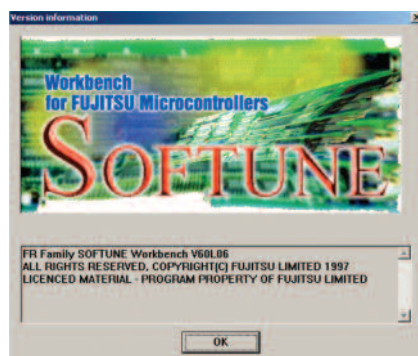 Version information
Workbench
for FUJITSU Microcontrollers
SOFTUNE
FR Family SOFTUNE Workbench V60L06
ALL RIGHTS RESERVED, COPYRIGHT(C) FUJITSU LIMITED 1997
LICENCED MATERIAL - PROGRAM PROPERTY OF FUJITSU LIMITED
OK